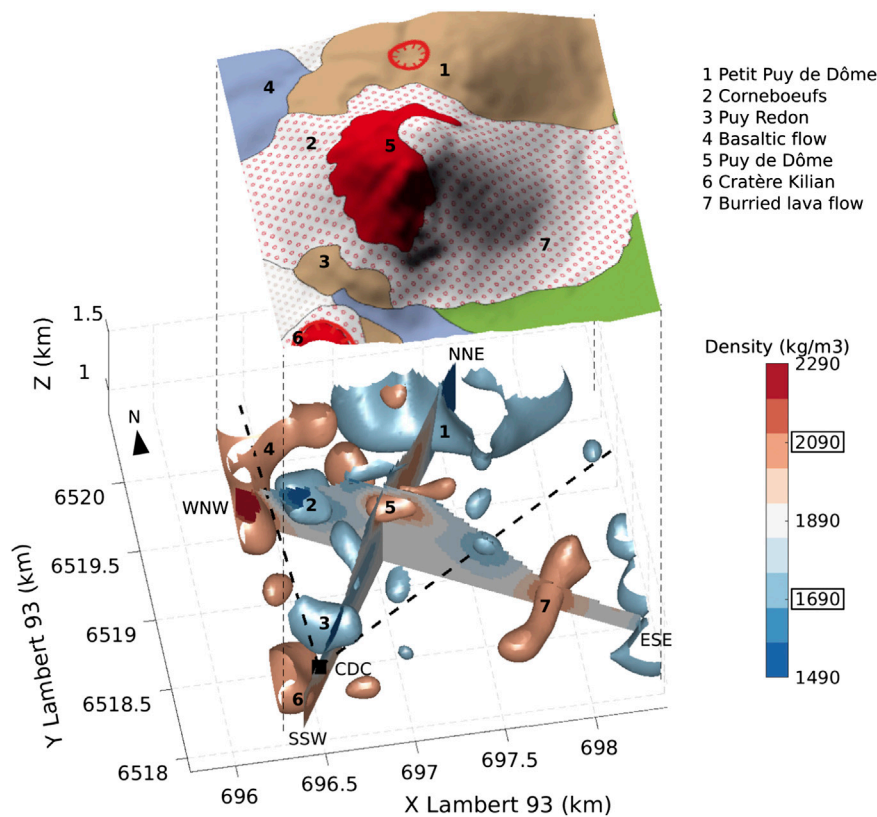 1
4
2
5
3
7
6
1 Petit Puy de Dôme
2 Corneboeufs
3 Puy Redon
4 Basaltic flow
5 Puy de Dôme
6 Cratère Kilian
7 Burried lava flow
Z (km)
1.5
1
NNE
N
1
4
WNW
2
5
7
3
ESE
CDC
6
SSW
Y Lambert 93 (km)
6520
6519.5
6519
6518.5
6518
696
696.5
697
697.5
698
X Lambert 93 (km)
Density (kg/m3)
2290
2090
1890
1690
1490